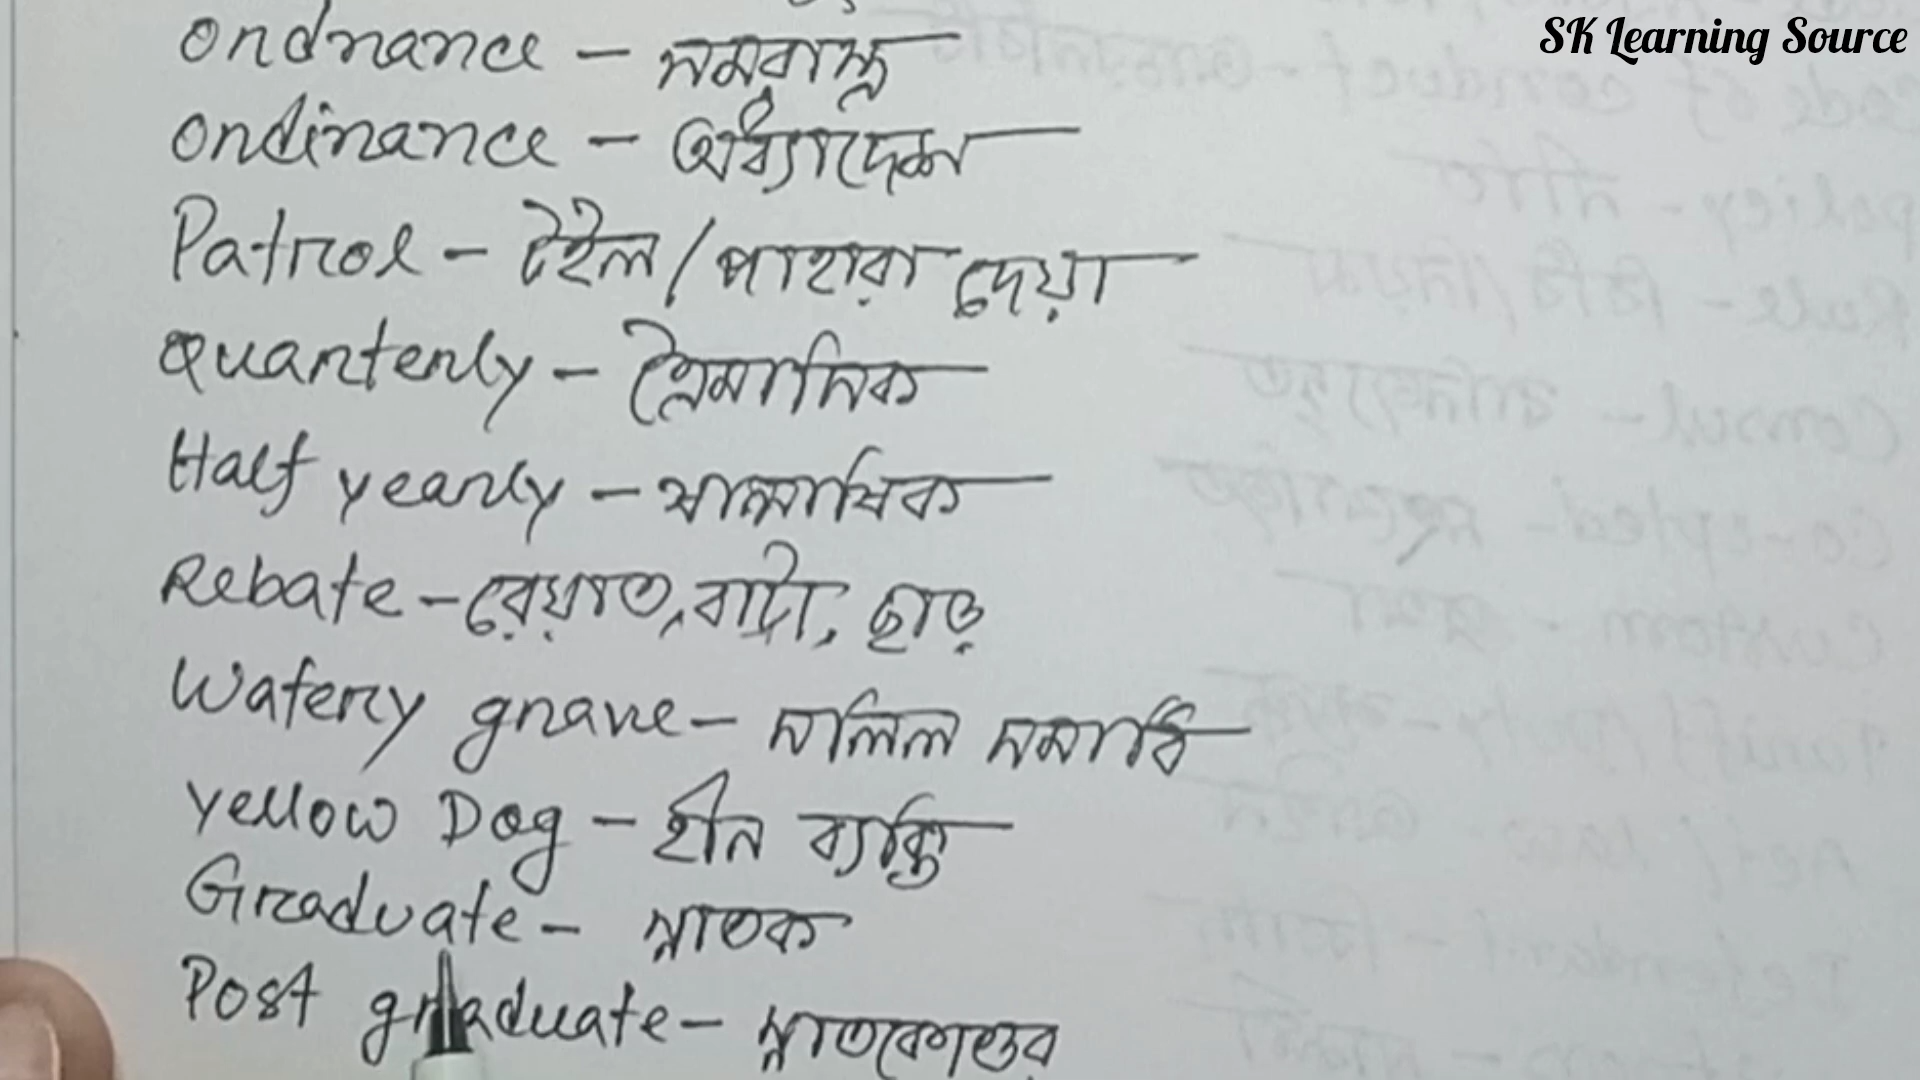 SK Learning Source
Ordnance – সমরাস্ত্র
Ordinance – অধ্যাদেশ
Patrol – টহল / পাহারা দেয়া
Quarterly – ত্রৈমাসিক
Half yearly – ষান্মাষিক
Rebate – রেয়াত, বাট্টা, ছাড়
Watery grave – সলিল সমাধি
Yellow Dog – হীন ব্যক্তি
Graduate – স্নাতক
Post graduate – স্নাতকোত্তর